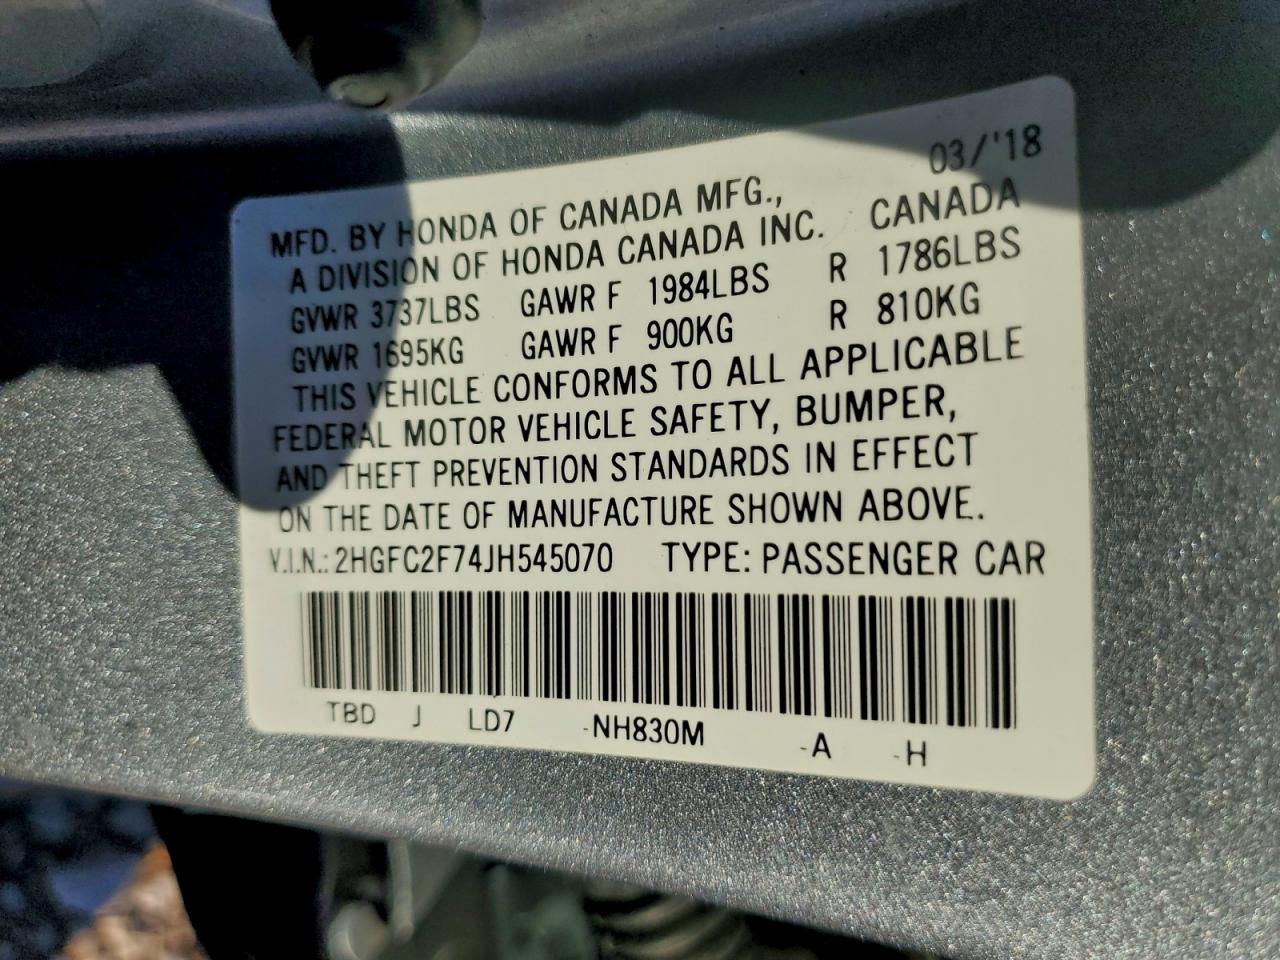 03/'18
MFD. BY HONDA OF CANADA MFG.,
A DIVISION OF HONDA CANADA INC. CANADA
GVWR 3737LBS GAWR F 1984LBS R 1786LBS
GVWR 1695KG GAWR F 900KG R 810KG
THIS VEHICLE CONFORMS TO ALL APPLICABLE
FEDERAL MOTOR VEHICLE SAFETY, BUMPER,
AND THEFT PREVENTION STANDARDS IN EFFECT
ON THE DATE OF MANUFACTURE SHOWN ABOVE.
V.I.N.: 2HGFC2F74JH545070 TYPE: PASSENGER CAR
TBD J LD7 -NH830M -A -H